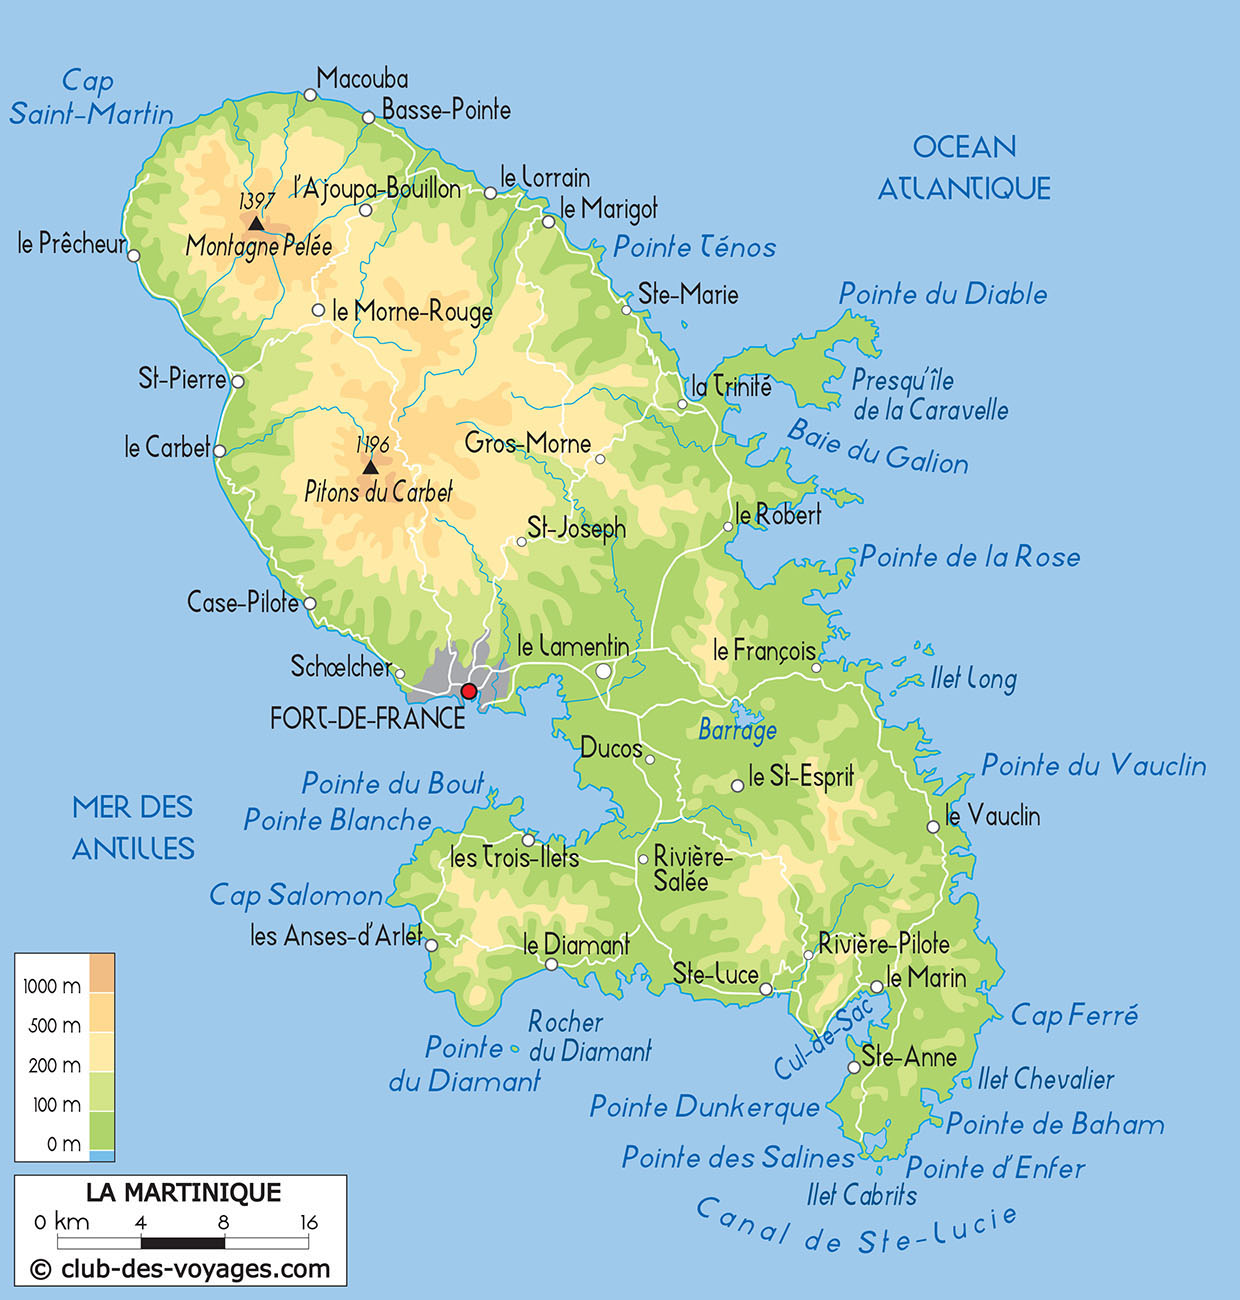 Macouba
Cap
Saint-Martin
Basse-Pointe
OCEAN
ATLANTIQUE
le Lorrain
l'Ajoupa-Bouillon
1397
le Marigot
le Prêcheur
Montagne Pelée
Pointe Ténos
Ste-Marie
Pointe du Diable
le Morne-Rouge
St-Pierre
la Trinité
Presqu'île
de la Caravelle
le Carbet
1196
Gros-Morne
Baie du Galion
Pitons du Carbet
St-Joseph
le Robert
Pointe de la Rose
Case-Pilote
le Lamentin
le François
Schœlcher
Ilet Long
FORT-DE-FRANCE
Barrage
Ducos
Pointe du Vauclin
le St-Esprit
Pointe du Bout
MER DES
ANTILLES
Pointe Blanche
le Vauclin
les Trois-Ilets
Rivière-
Salée
Cap Salomon
les Anses-d'Arlet
le Diamant
Rivière-Pilote
Ste-Luce
le Marin
1000 m
500 m
200 m
100 m
0 m
Rocher
du Diamant
Cul-de-Sac
Cap Ferré
Pointe
du Diamant
Ste-Anne
Ilet Chevalier
Pointe Dunkerque
Pointe de Baham
Pointe des Salines
Pointe d'Enfer
Ilet Cabrits
Canal de Ste-Lucie
LA MARTINIQUE
0 km 4 8 16
© club-des-voyages.com